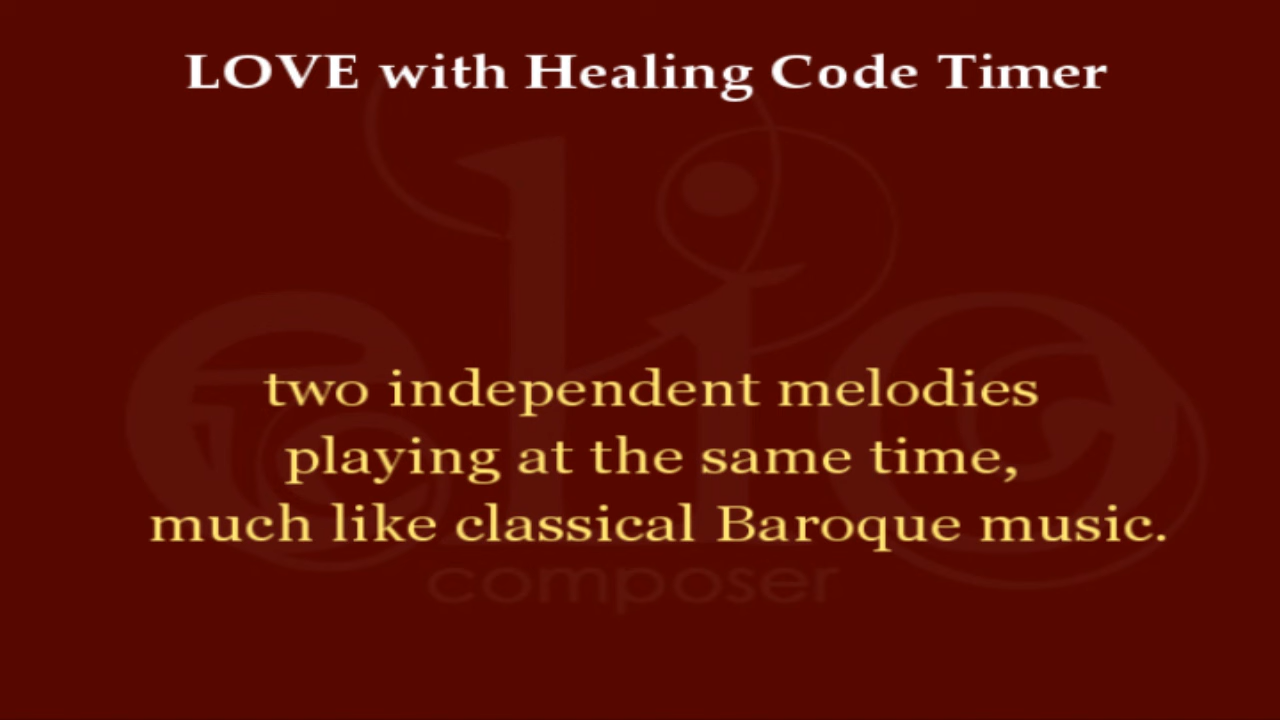 LOVE with Healing Code Timer
elio
two independent melodies
playing at the same time,
much like classical Baroque music.
composer